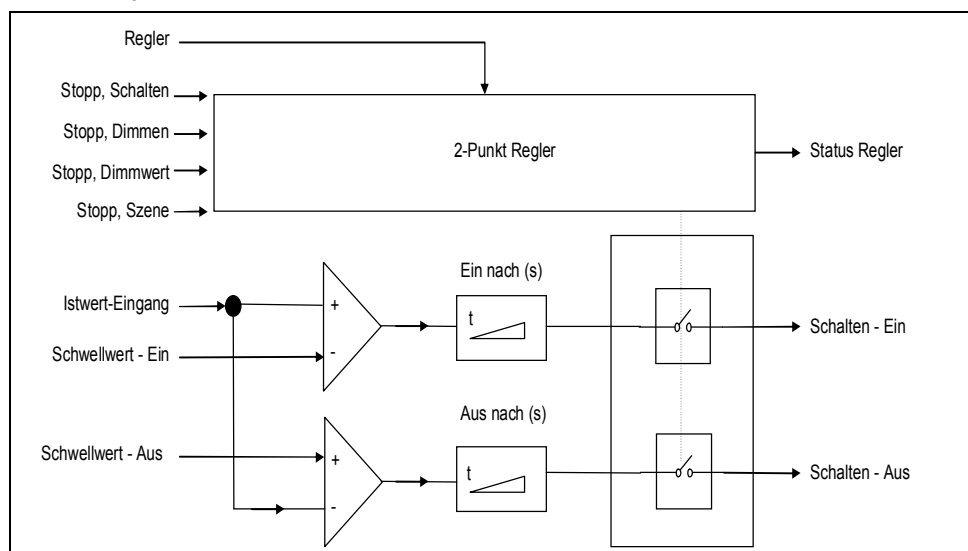 Regler
Stopp, Schalten
Stopp, Dimmen
2-Punkt Regler
Status Regler
Stopp, Dimmwert
Stopp, Szene
Ein nach (s)
Istwert-Eingang
+
t
Schalten - Ein
Schwellwert - Ein
-
Aus nach (s)
Schwellwert - Aus
+
t
Schalten - Aus
-